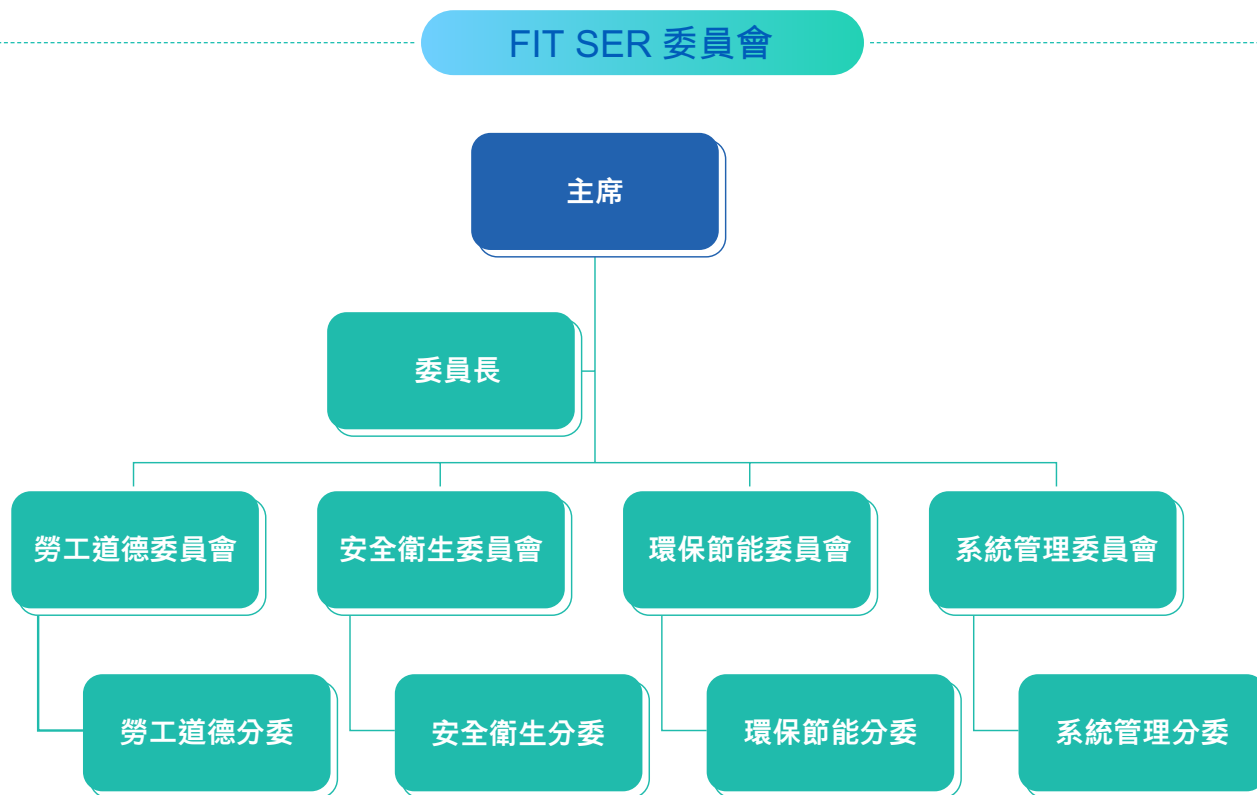 FIT SER 委員會
主席
委員長
勞工道德委員會
安全衛生委員會
環保節能委員會
系統管理委員會
勞工道德分委
安全衛生分委
環保節能分委
系統管理分委